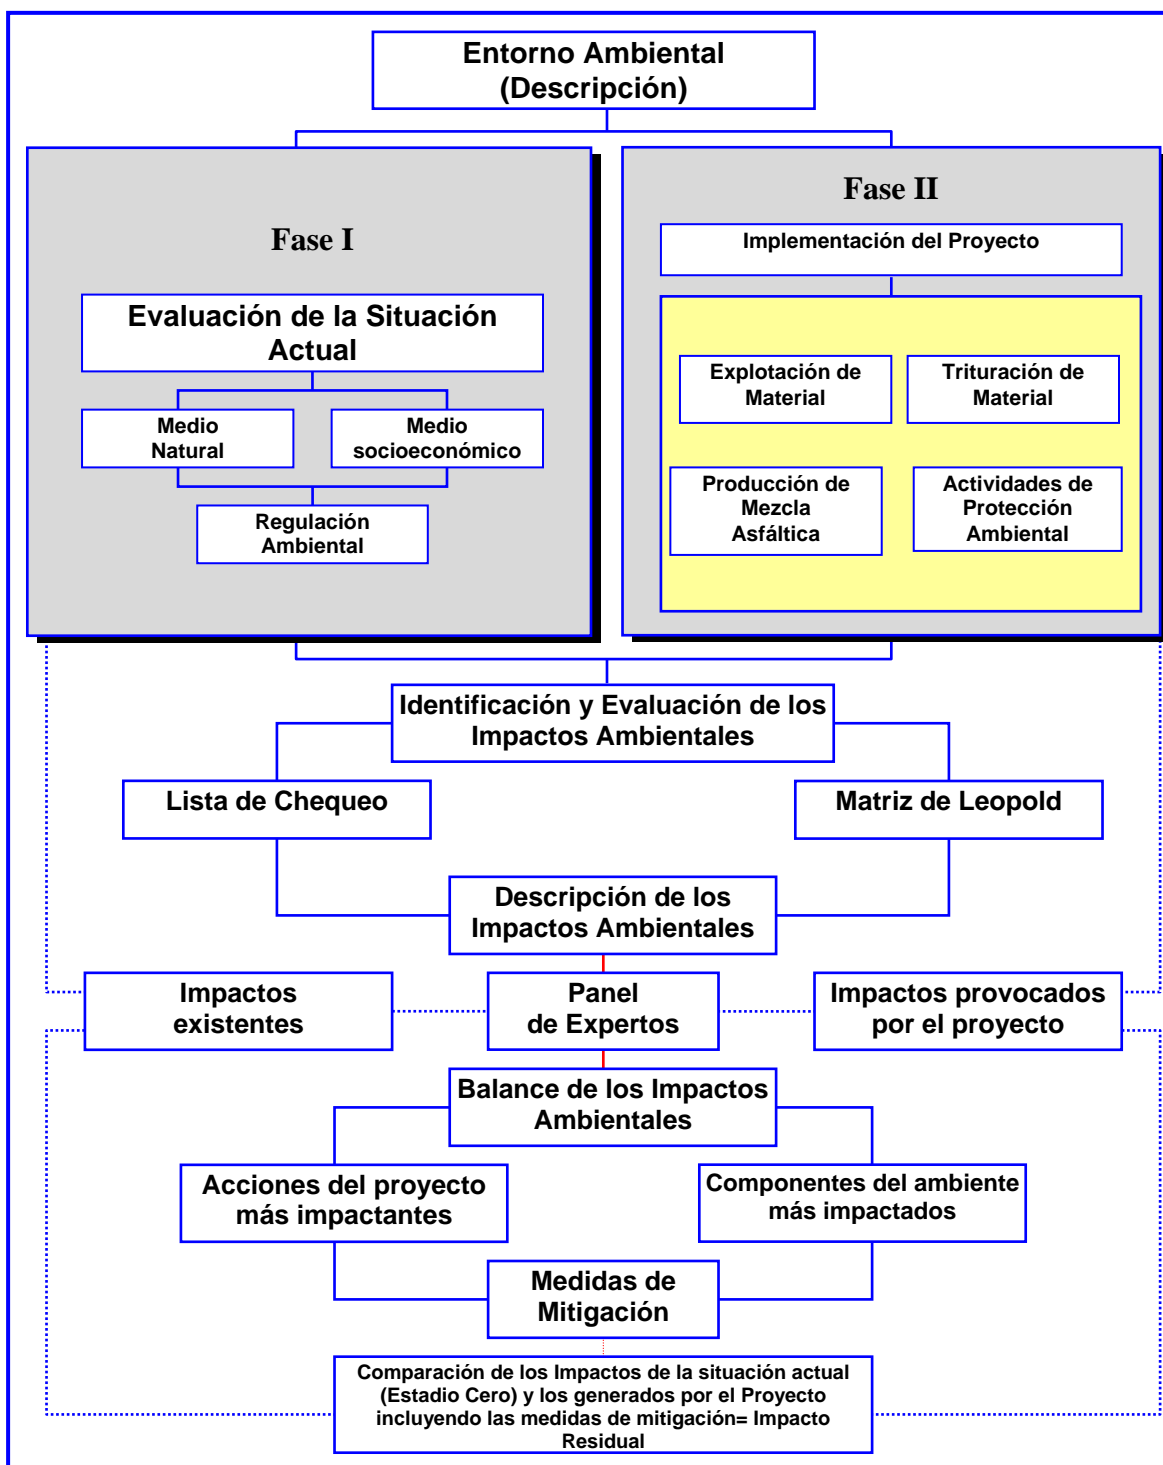 Entorno Ambiental
(Descripción)
Fase I
Evaluación de la Situación
Actual
Medio
Natural
Medio
socioeconómico
Regulación
Ambiental
Fase II
Implementación del Proyecto
Explotación de
Material
Trituración de
Material
Producción de
Mezcla
Asfáltica
Actividades de
Protección
Ambiental
Identificación y Evaluación de los
Impactos Ambientales
Lista de Chequeo
Matriz de Leopold
Descripción de los
Impactos Ambientales
Impactos
existentes
Panel
de Expertos
Impactos provocados
por el proyecto
Balance de los Impactos
Ambientales
Acciones del proyecto
más impactantes
Componentes del ambiente
más impactados
Medidas de
Mitigación
Comparación de los Impactos de la situación actual
(Estadio Cero) y los generados por el Proyecto
incluyendo las medidas de mitigación= Impacto
Residual